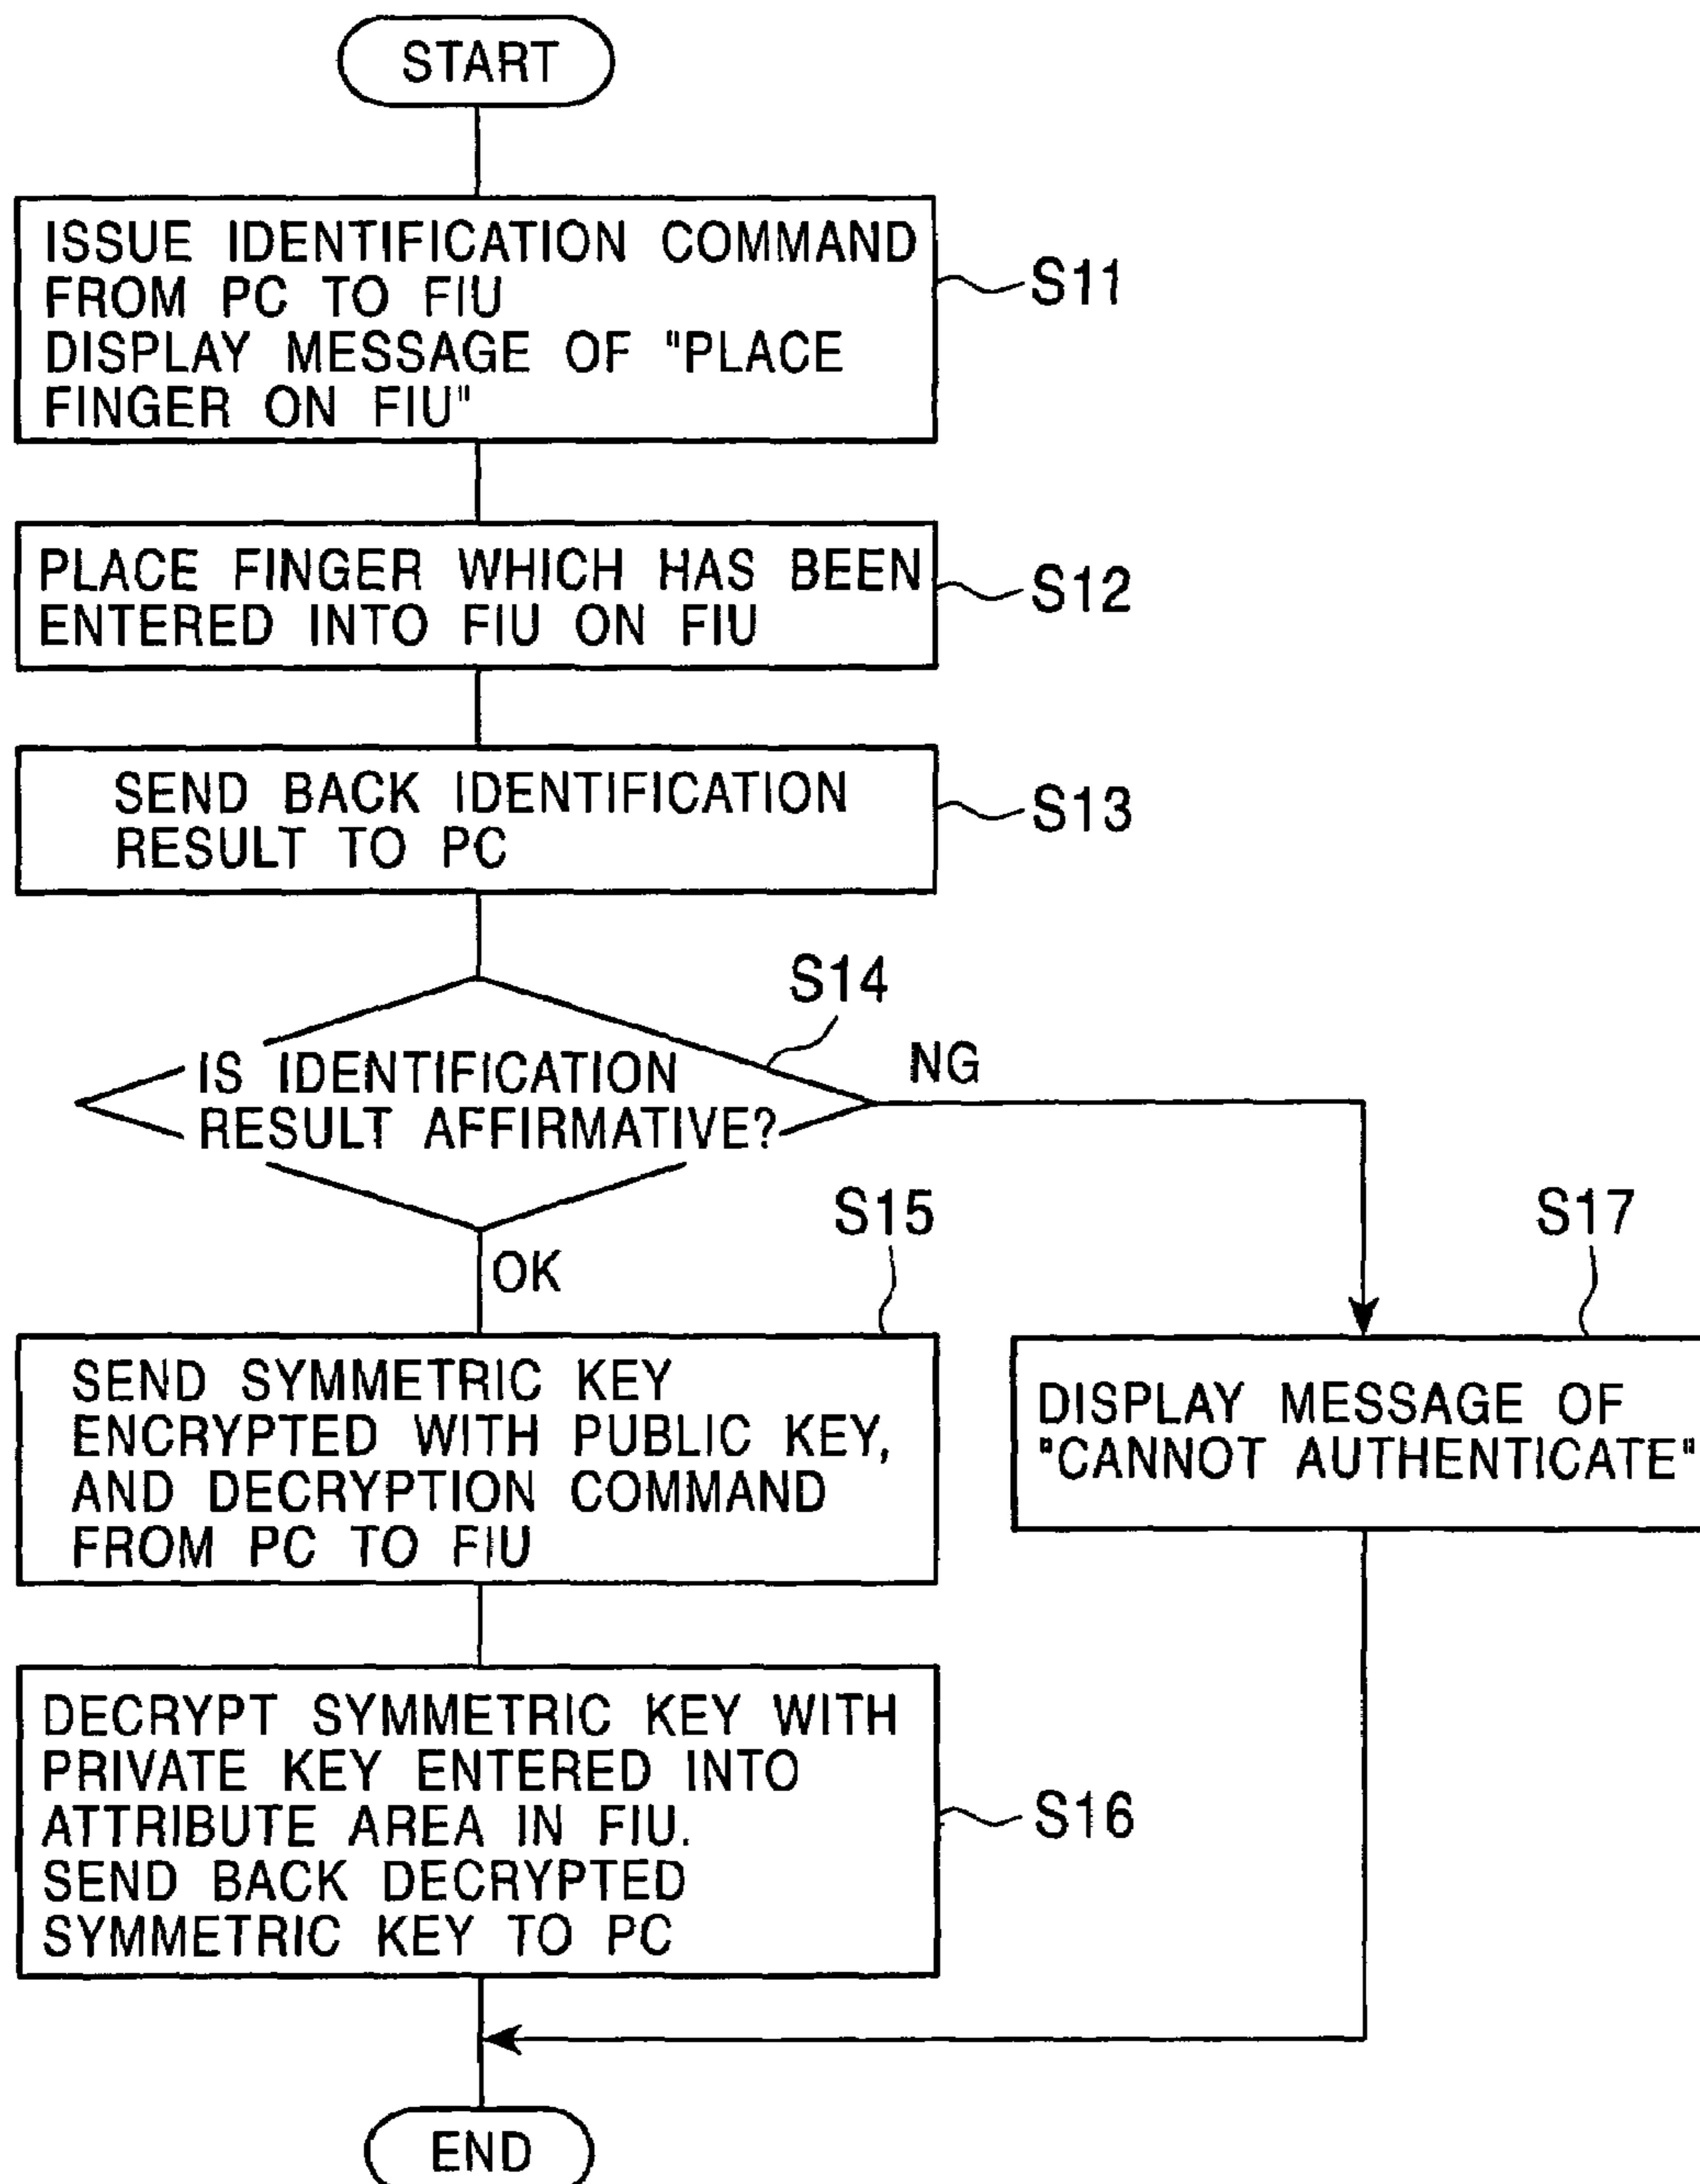 START
ISSUE IDENTIFICATION COMMAND
FROM PC TO FIU
DISPLAY MESSAGE OF "PLACE
FINGER ON FIU"
S11
PLACE FINGER WHICH HAS BEEN
ENTERED INTO FIU ON FIU
S12
SEND BACK IDENTIFICATION
RESULT TO PC
S13
S14
IS IDENTIFICATION
RESULT AFFIRMATIVE?
NG
OK
S15
SEND SYMMETRIC KEY
ENCRYPTED WITH PUBLIC KEY,
AND DECRYPTION COMMAND
FROM PC TO FIU
S17
DISPLAY MESSAGE OF
"CANNOT AUTHENTICATE"
DECRYPT SYMMETRIC KEY WITH
PRIVATE KEY ENTERED INTO
ATTRIBUTE AREA IN FIU.
SEND BACK DECRYPTED
SYMMETRIC KEY TO PC
S16
END